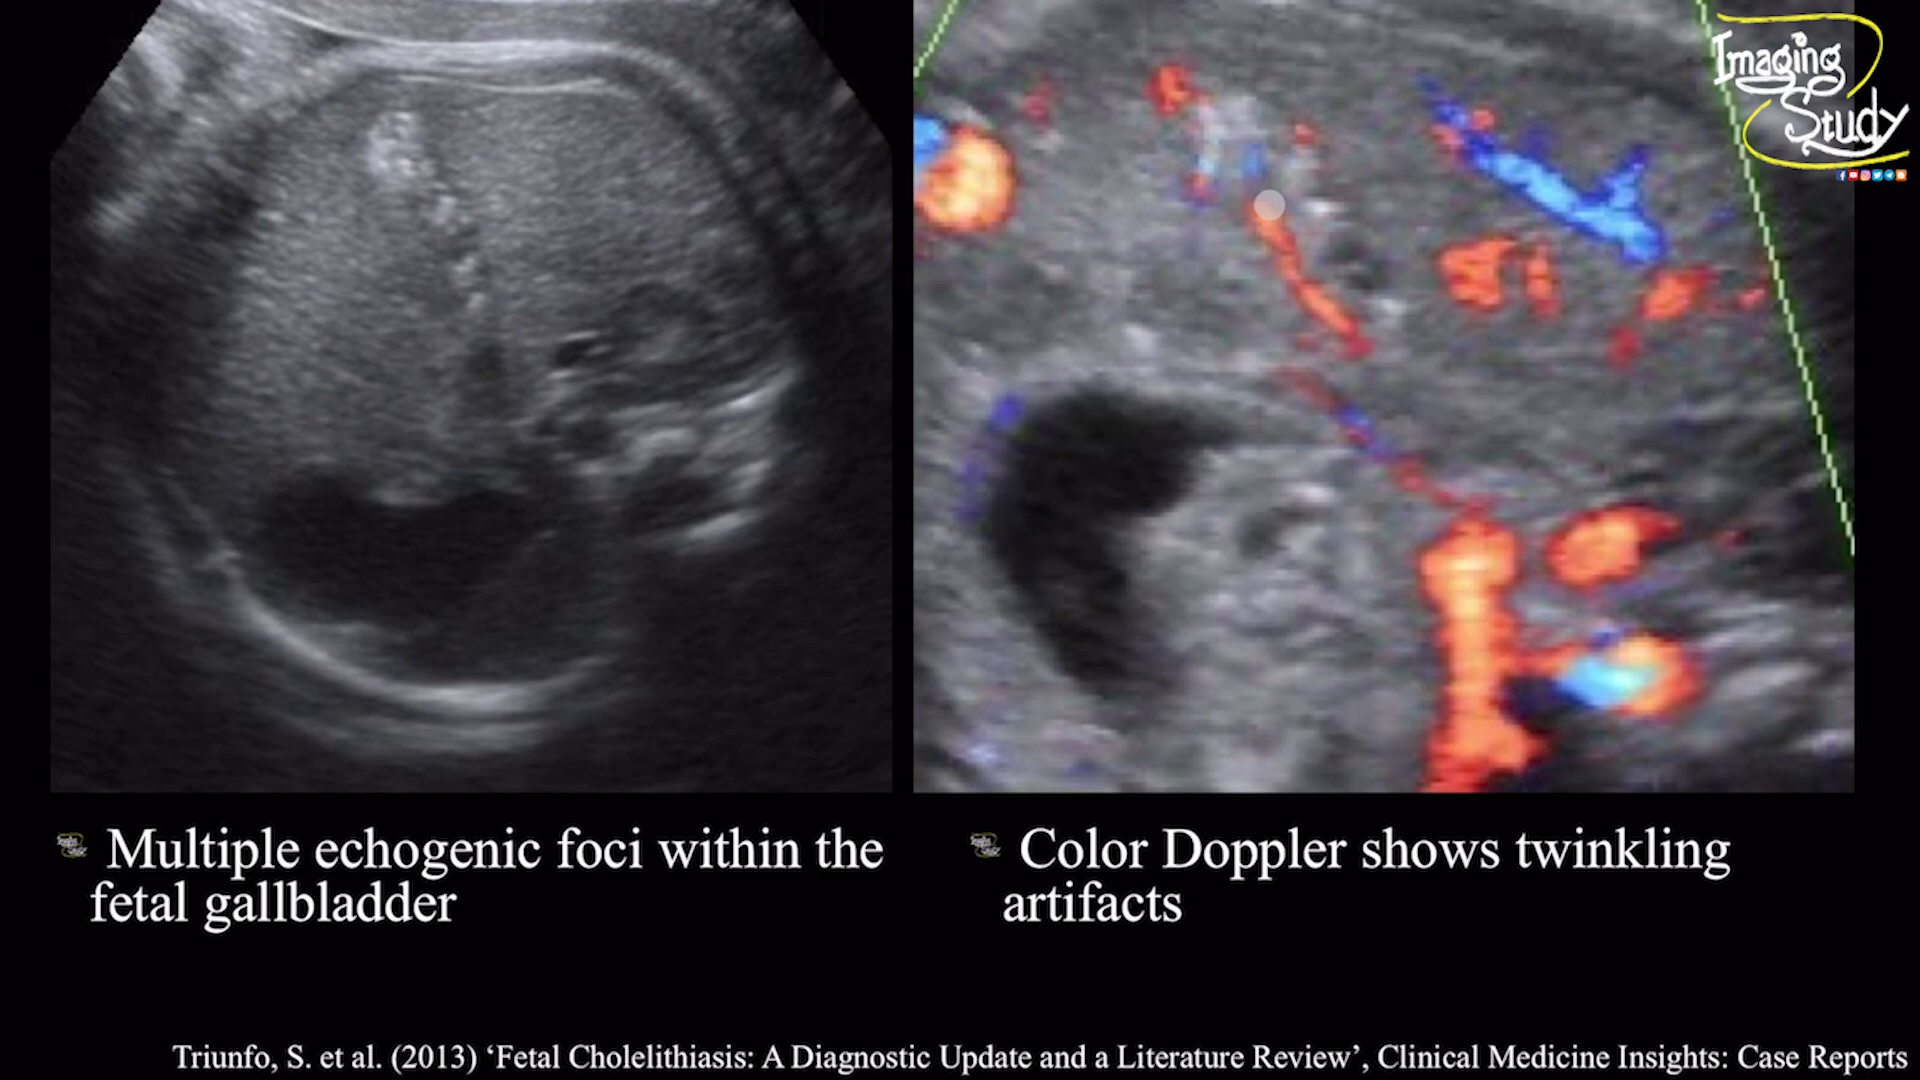 Imaging
Study
Multiple echogenic foci within the
fetal gallbladder
Color Doppler shows twinkling
artifacts
Triunfo, S. et al. (2013) ‘Fetal Cholelithiasis: A Diagnostic Update and a Literature Review’, Clinical Medicine Insights: Case Reports